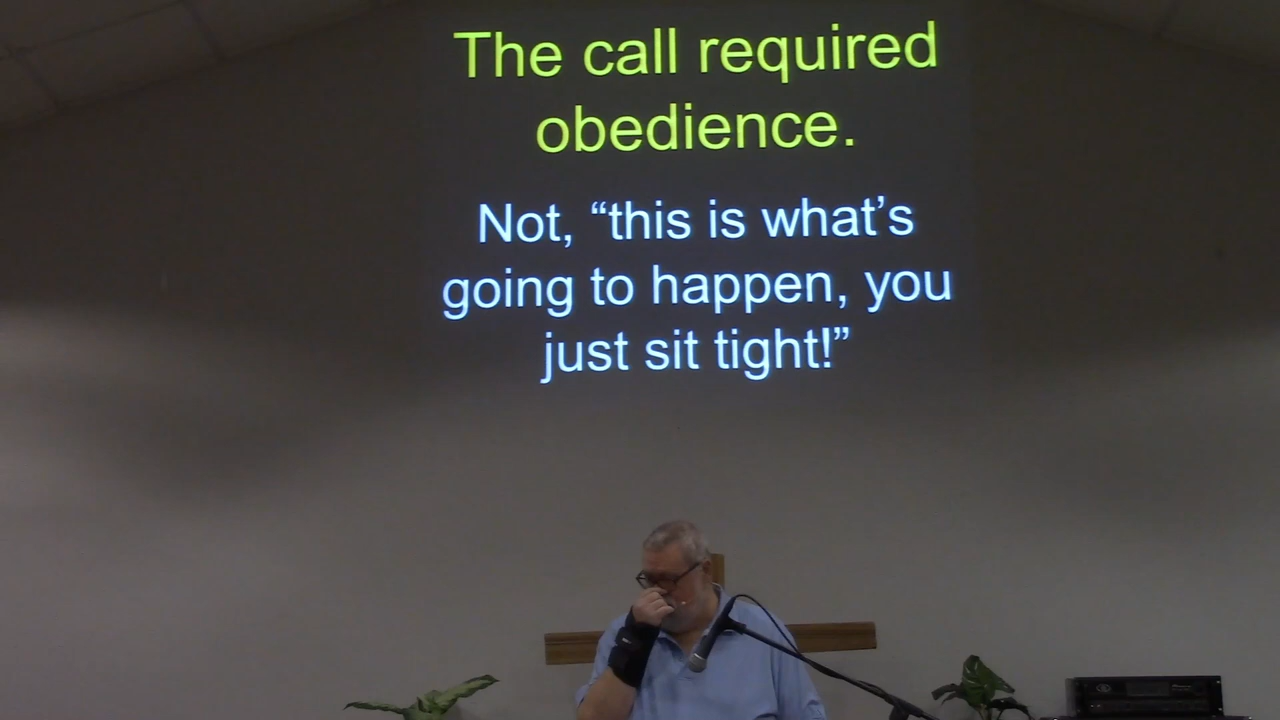 The call required
obedience.
Not, “this is what’s
going to happen, you
just sit tight!”